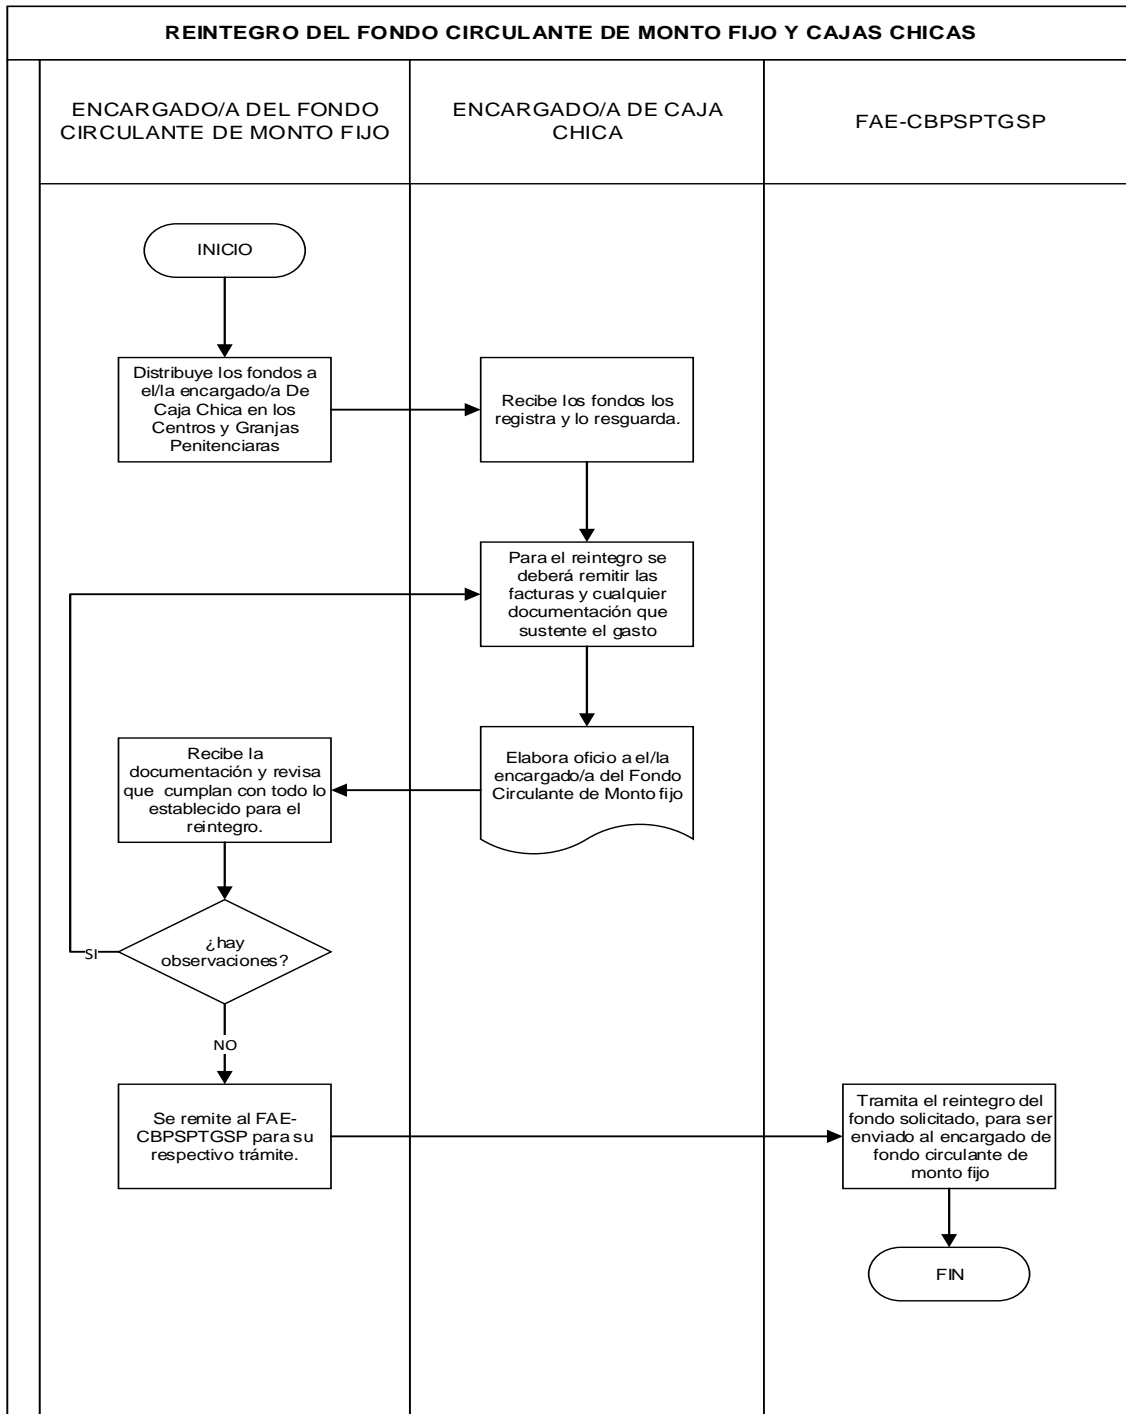 REINTEGRO DEL FONDO CIRCULANTE DE MONTO FIJO Y CAJAS CHICAS
ENCARGADO/A DEL FONDO
CIRCULANTE DE MONTO FIJO
ENCARGADO/A DE CAJA
CHICA
FAE-CBPSPTGSP
INICIO
Distribuye los fondos a
el/la encargado/a De
Caja Chica en los
Centros y Granjas
Penitenciaras
Recibe los fondos los
registra y lo resguarda.
Para el reintegro se
deberá remitir las
facturas y cualquier
documentación que
sustente el gasto
Elabora oficio a el/la
encargado/a del Fondo
Circulante de Monto fijo
Recibe la
documentación y revisa
que cumplan con todo lo
establecido para el
reintegro.
¿hay
observaciones?
SI
NO
Se remite al FAE-
CBPSPTGSP para su
respectivo trámite.
Tramita el reintegro del
fondo solicitado, para ser
enviado al encargado de
fondo circulante de
monto fijo
FIN